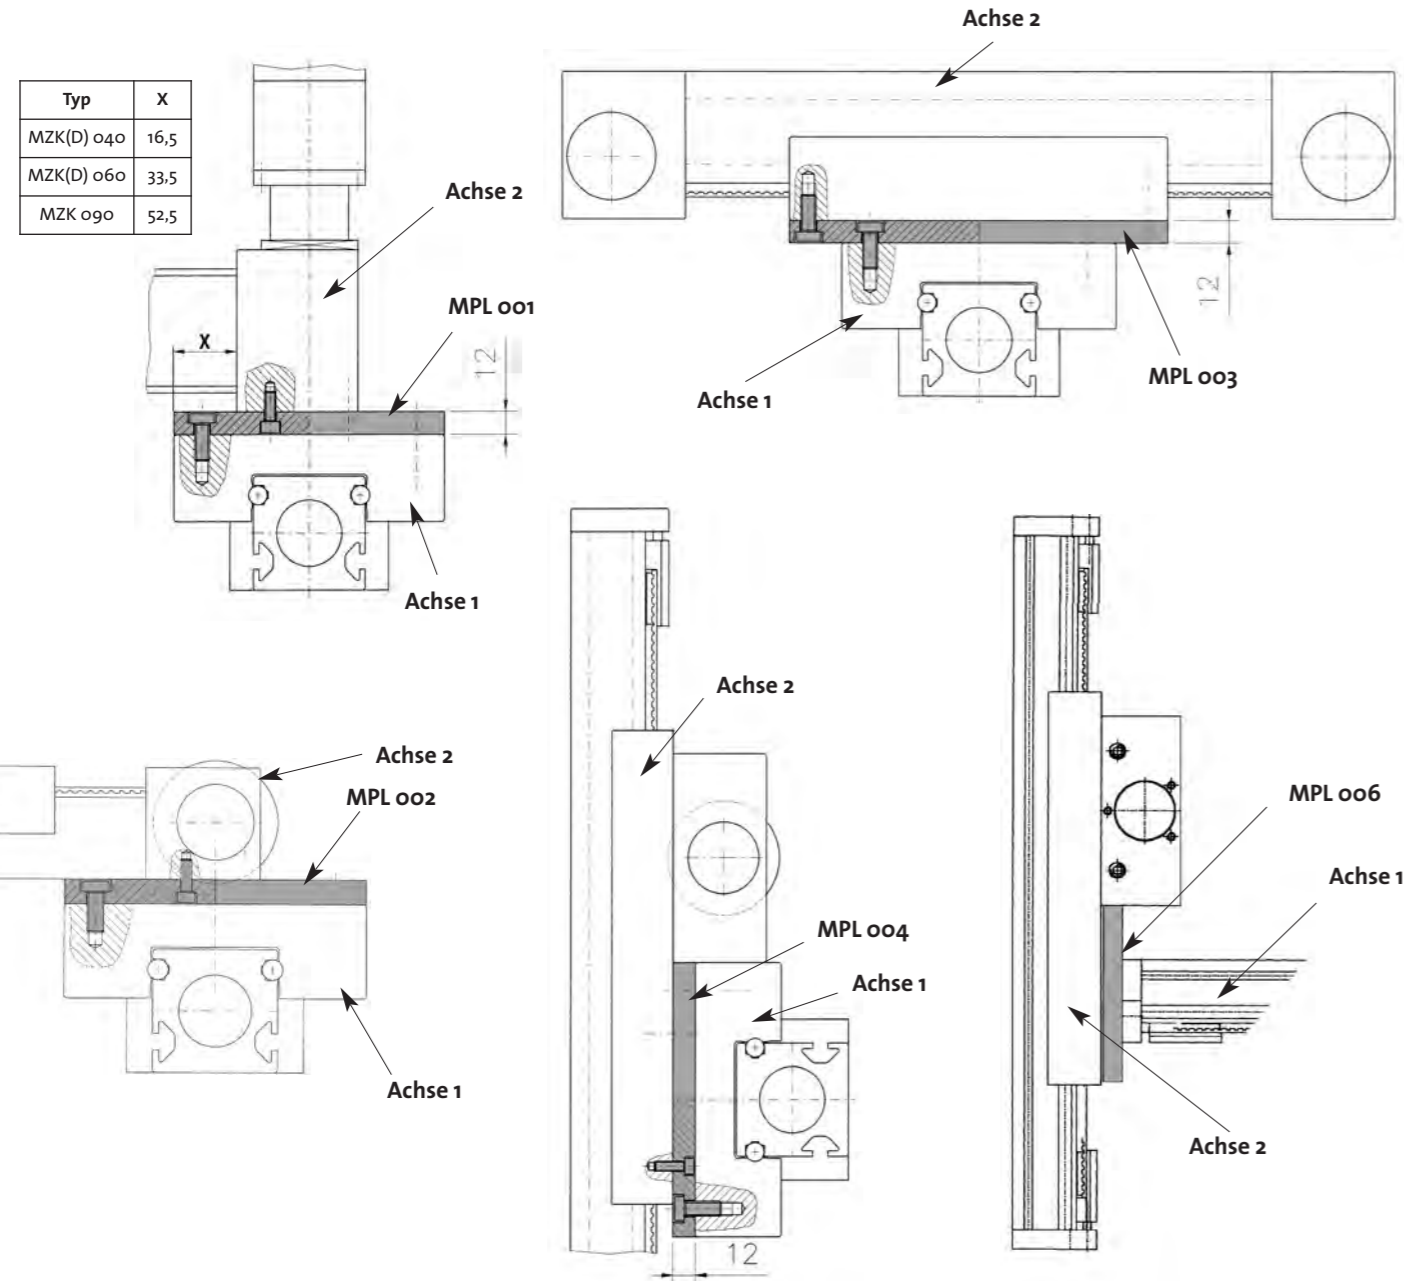 Typ X
MZK(D) 040 16,5
MZK(D) 060 33,5
MZK 090 52,5
Achse 2
MPL 001
X
12
Achse 1
Achse 2
12
MPL 003
Achse 1
Achse 2
MPL 002
Achse 1
Achse 2
MPL 004
Achse 1
12
MPL 006
Achse 1
Achse 2